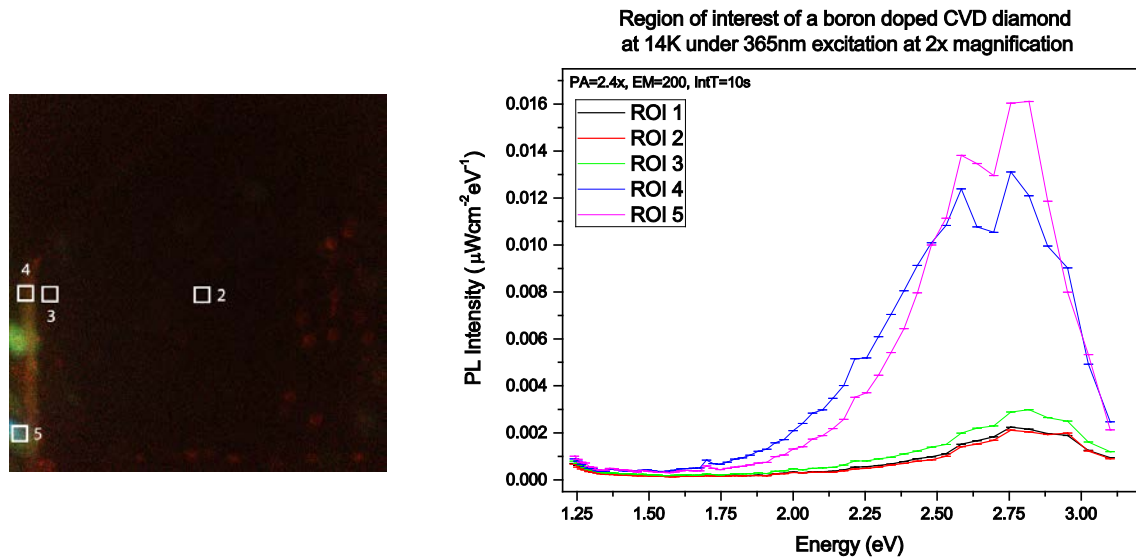 4
3
2
5
Region of interest of a boron doped CVD diamond
at 14K under 365nm excitation at 2x magnification
PA=2.4x, EM=200, IntT=10s
ROI 1
ROI 2
ROI 3
ROI 4
ROI 5
PL Intensity (μWcm⁻²eV⁻¹)
0.016
0.014
0.012
0.010
0.008
0.006
0.004
0.002
0.000
1.25 1.50 1.75 2.00 2.25 2.50 2.75 3.00
Energy (eV)